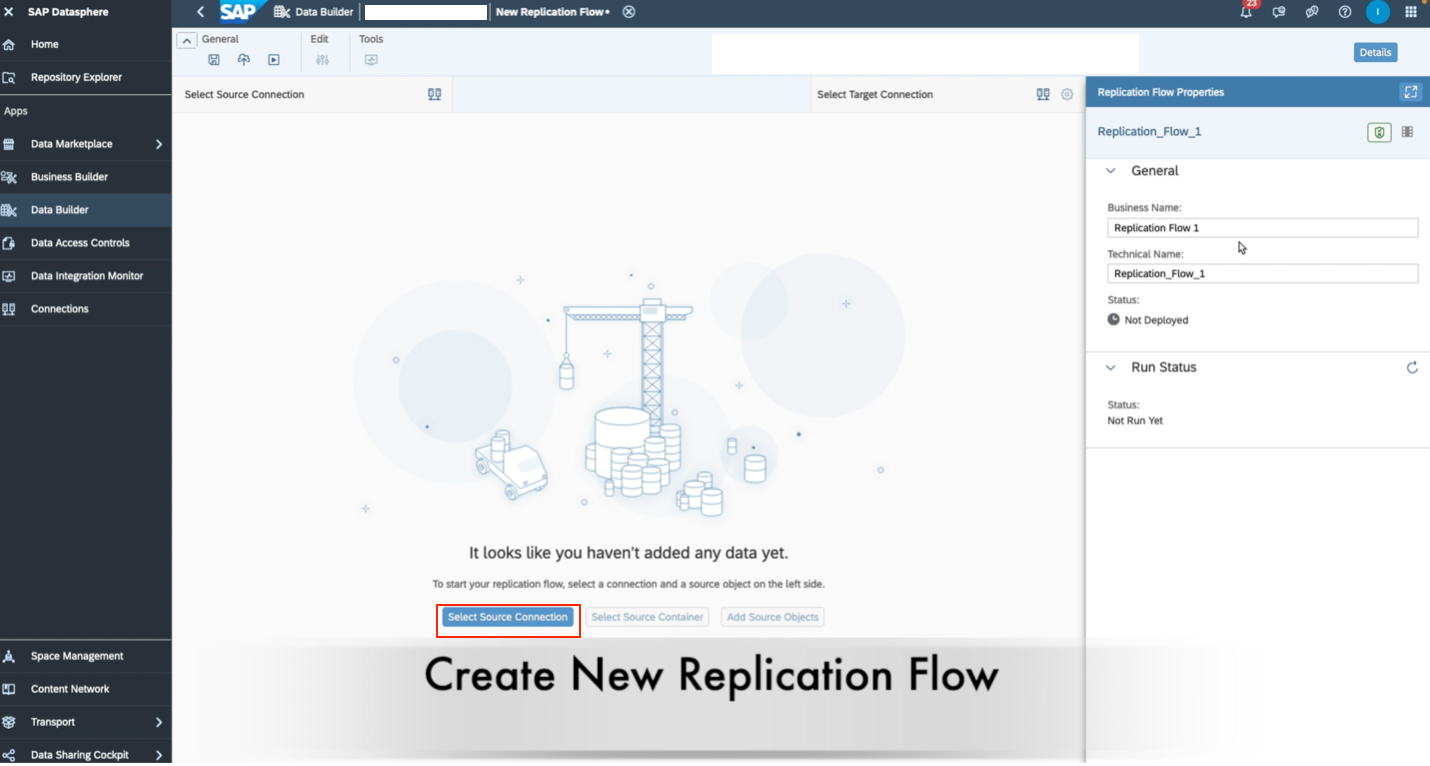 SAP Datasphere
SAP
Data Builder
New Replication Flow•
23
I
Home
Repository Explorer
Apps
Data Marketplace
Business Builder
Data Builder
Data Access Controls
Data Integration Monitor
Connections
Space Management
Content Network
Transport
Data Sharing Cockpit
General
Edit
Tools
Details
Select Source Connection
Select Target Connection
It looks like you haven't added any data yet.
To start your replication flow, select a connection and a source object on the left side.
Select Source Connection
Select Source Container
Add Source Objects
Create New Replication Flow
Replication Flow Properties
Replication_Flow_1
General
Business Name:
Replication Flow 1
Technical Name:
Replication_Flow_1
Status:
Not Deployed
Run Status
Status:
Not Run Yet